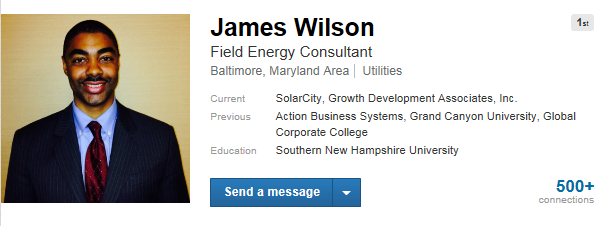 James Wilson
1st
Field Energy Consultant
Baltimore, Maryland Area | Utilities
Current SolarCity, Growth Development Associates, Inc.
Previous Action Business Systems, Grand Canyon University, Global
Corporate College
Education Southern New Hampshire University
Send a message
500+
connections